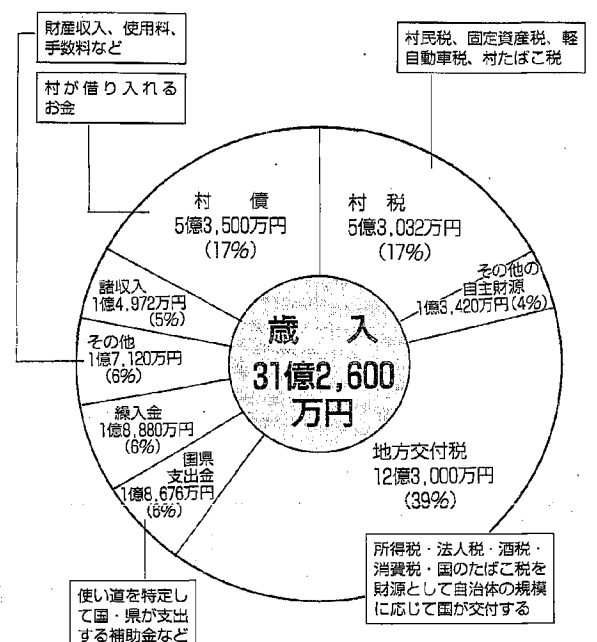 財産収入、使用料、
手数料など
村が借り入れる
お金
村民税、固定資産税、軽
自動車税、村たばこ税
村債
5億3,500万円
(17%)
村税
5億3,032万円
(17%)
その他の
自主財源
1億3,420万円(4%)
諸収入
1億4,972万円
(5%)
その他
1億7,120万円
(6%)
繰入金
1億8,880万円
(6%)
国県
支出金
1億8,676万円
(6%)
歳入
31億2,600
万円
地方交付税
12億3,000万円
(39%)
所得税・法人税・酒税・
消費税・国のたばこ税を
財源として自治体の規模
に応じて国が交付する
使い道を特定し
て国・県が支出
する補助金など